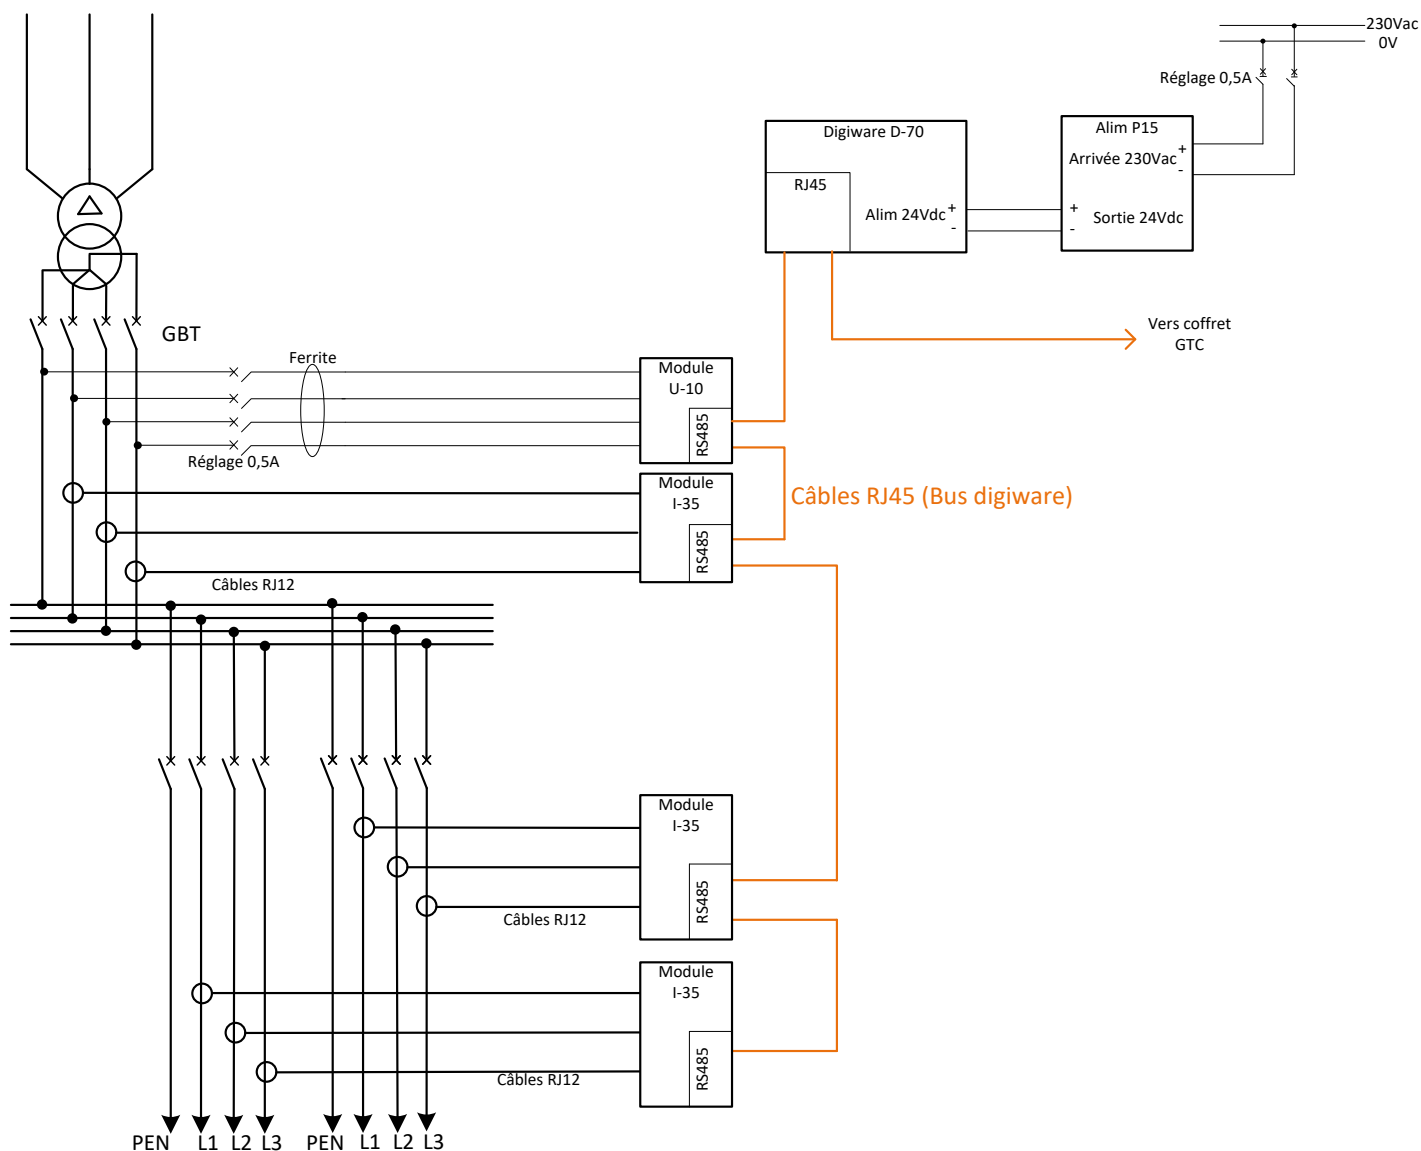 230Vac
0V
Réglage 0,5A
Digiware D-70
RJ45
Alim 24Vdc
+
-
Alim P15
Arrivée 230Vac
+
-
+
-
Sortie 24Vdc
Vers coffret
GTC
GBT
Ferrite
Réglage 0,5A
Module
U-10
RS485
Module
I-35
RS485
Câbles RJ45 (Bus digiware)
Câbles RJ12
Module
I-35
RS485
Câbles RJ12
Module
I-35
RS485
Câbles RJ12
PEN L1 L2 L3 PEN L1 L2 L3